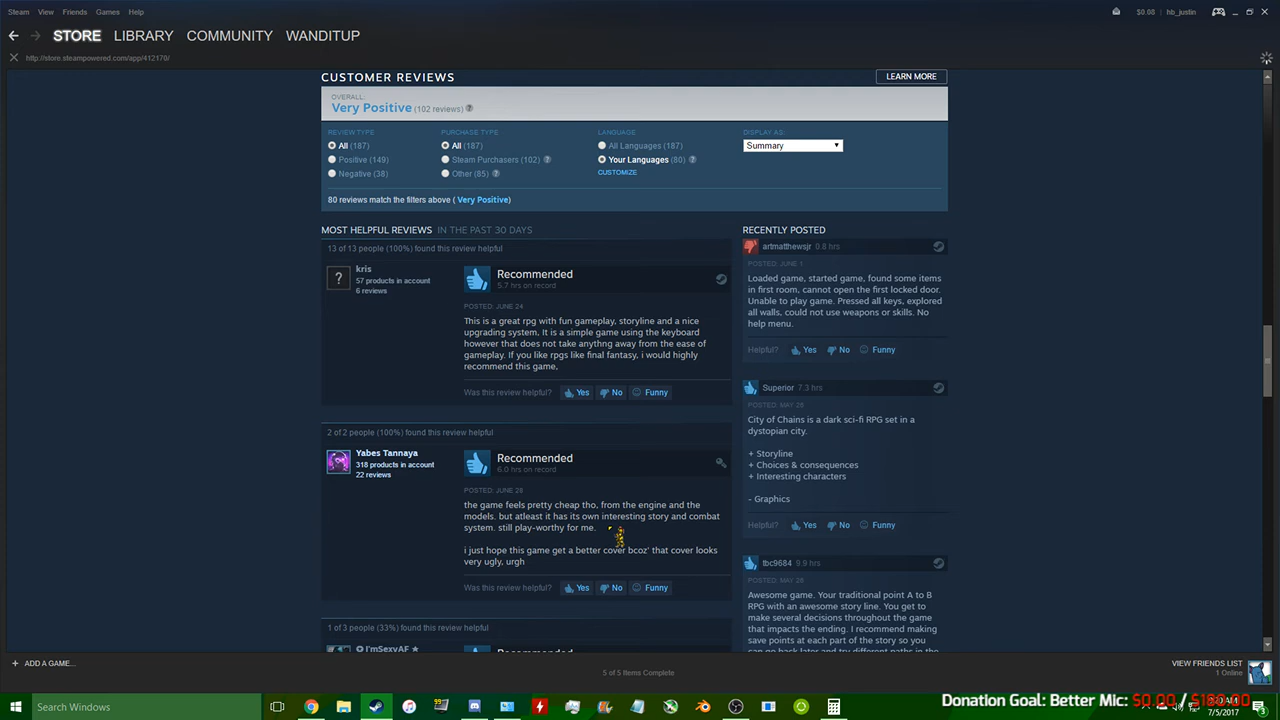 Steam View Friends Games Help
$0.08 hb_justin
STORE LIBRARY COMMUNITY WANDITUP
http://store.steampowered.com/app/412170/
CUSTOMER REVIEWS
LEARN MORE
OVERALL:
Very Positive (102 reviews) ?
REVIEW TYPE
All (187)
Positive (149)
Negative (38)
PURCHASE TYPE
All (187)
Steam Purchasers (102) ?
Other (85) ?
LANGUAGE
All Languages (187)
Your Languages (80) ?
CUSTOMIZE
DISPLAY AS:
Summary
80 reviews match the filters above ( Very Positive)
MOST HELPFUL REVIEWS IN THE PAST 30 DAYS
13 of 13 people (100%) found this review helpful
?
kris
57 products in account
6 reviews
Recommended
5.7 hrs on record
POSTED: JUNE 24
This is a great rpg with fun gameplay, storyline and a nice
upgrading system, It is a simple game using the keyboard
however that does not take anythng away from the ease of
gameplay. If you like rpgs like final fantasy, i would highly
recommend this game,
Was this review helpful? Yes No Funny
2 of 2 people (100%) found this review helpful
Yabes Tannaya
318 products in account
22 reviews
Recommended
6.0 hrs on record
POSTED: JUNE 28
the game feels pretty cheap tho, from the engine and the
models. but atleast it has its own interesting story and combat
system. still play-worthy for me.
i just hope this game get a better cover bcoz' that cover looks
very ugly, urgh
Was this review helpful? Yes No Funny
1 of 3 people (33%) found this review helpful
I'mSexyAF ★
Recommended
RECENTLY POSTED
artmatthewsjr 0.8 hrs
POSTED: JUNE 1
Loaded game, started game, found some items
in first room, cannot open the first locked door.
Unable to play game. Pressed all keys, explored
all walls, could not use weapons or skills. No
help menu.
Helpful? Yes No Funny
Superior 7.3 hrs
POSTED: MAY 28
City of Chains is a dark sci-fi RPG set in a
dystopian city.
+ Storyline
+ Choices & consequences
+ Interesting characters
- Graphics
Helpful? Yes No Funny
tbc9684 9.9 hrs
POSTED: MAY 28
Awesome game. Your traditional point A to B
RPG with an awesome story line. You get to
make several decisions throughout the game
that impacts the ending. I recommend making
save points at each part of the story so you
can go back later and try different paths in the
+ ADD A GAME...
5 of 5 Items Complete
VIEW FRIENDS LIST
1 Online
Search Windows
Donation Goal: Better Mic: $0.00 / $180.00
7/5/2017